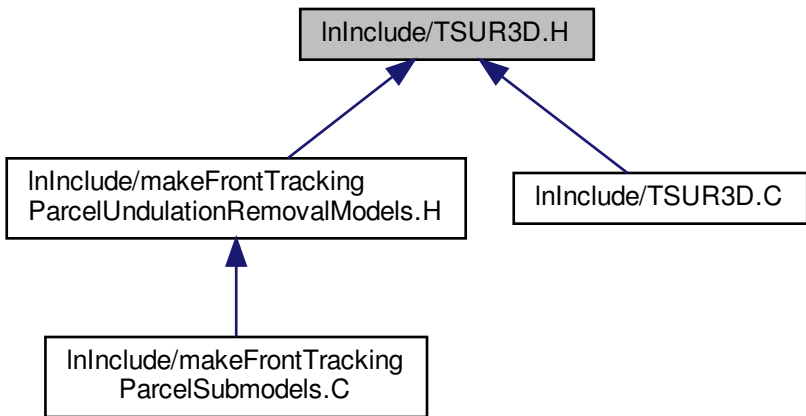 lnInclude/TSUR3D.H
lnInclude/makeFrontTracking
ParcelUndulationRemovalModels.H
lnInclude/TSUR3D.C
lnInclude/makeFrontTracking
ParcelSubmodels.C